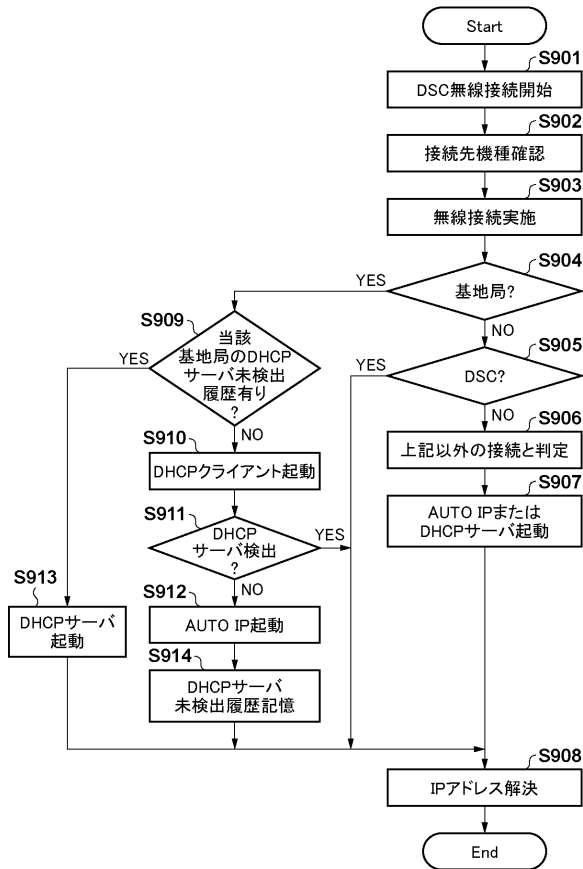 Start
S901
DSC無線接続開始
S902
接続先機種確認
S903
無線接続実施
S904
基地局?
YES
NO
S909
当該
基地局のDHCP
サーバ未検出
履歴有り
?
YES
NO
S905
DSC?
YES
NO
S910
DHCPクライアント起動
S906
上記以外の接続と判定
S911
DHCP
サーバ検出
?
YES
NO
S907
AUTO IPまたは
DHCPサーバ起動
S913
DHCPサーバ
起動
S912
AUTO IP起動
S914
DHCPサーバ
未検出履歴記憶
S908
IPアドレス解決
End